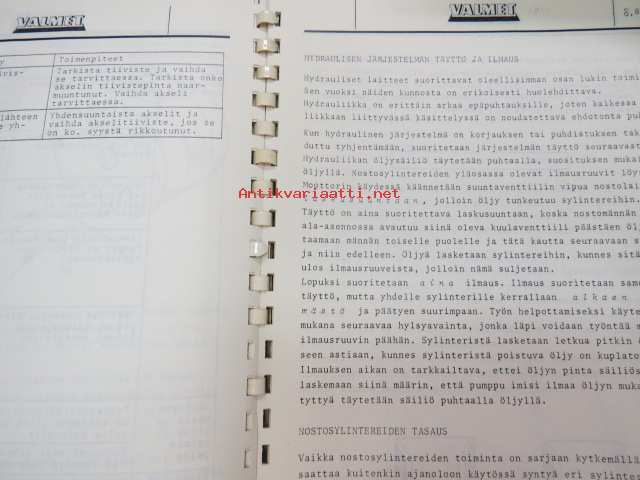 VALMET
Toimenpiteet
Tarkista tiiviste ja vaihda
se tarvittaessa. Tarkista onko
akselin tiivistepinta naar-
muuntunut. Vaihda akseli
tarvittaessa.
Yhdensuuntaista akselit ja
vaihda akselitiiviste, jos se
on ko. syystä rikkoutunut.
VALMET
HYDRAULISEN JÄRJESTELMÄN TÄYTTÖ JA ILMAUS
Hydrauliset laitteet suorittavat oleellisimman osan lukin toimi
Sen vuoksi näiden kunnosta on erikoisesti huolehdittava.
Hydrauliikka on erittäin arkaa epäpuhtauksille, joten kaikessa
liikkaan liittyvässä käsittelyssä on noudatettava ehdotonta puh
Kun hydraulinen järjestelmä on korjauksen tai puhdistuksen tak
duttu tyhjentämään, suoritetaan järjestelmän täyttö seuraavast
Hydrauliikan öljysäiliö täytetään puhtaalla, suosituksen mukai
öljyllä. Nostosylintereiden yläosassa olevat ilmausruuvit löyh
Moottorin käydessä käännetään suuntaventtiilin vipua nostolai
laskusuuntaan, jolloin öljy tunkeutuu sylintereihin.
Täyttö on aina suoritettava laskusuuntaan, koska nostomännän
ala-asennossa avautuu siinä oleva kuulaventtiili päästäen ölj
taamaan männän toiselle puolelle ja tätä kautta seuraavaan s
ja niin edelleen. Öljyä lasketaan sylintereihin, kunnes sitä
ulos ilmausruuveista, jolloin nämä suljetaan.
Lopuksi suoritetaan aina ilmaus. Ilmaus suoritetaan samo
täyttö, mutta yhdelle sylinterille kerrallaan alkaen
mästä ja päätyen suurimpaan. Työn helpottamiseksi käyte
mukana seuraavaa hylsyavainta, jonka läpi voidaan työntää m
ilmausruuvin päähän. Sylinteristä lasketaan letkua pitkin ö
seen astiaan, kunnes sylinteristä poistuva öljy on kuplato
Ilmauksen aikan on tarkkailtava, ettei öljyn pinta säiliös
laskemaan siinä määrin, että pumppu imisi ilmaa öljyn muk
tyttyä täytetään säiliö puhtaalla öljyllä.
NOSTOSYLINTEREIDEN TASAUS
Vaikka nostosylintereiden toiminta on sarjaan kytkemällä
saattaa kuitenkin ajanoloon käytössä syntyä eri sylinter
Antikvariaatti.net